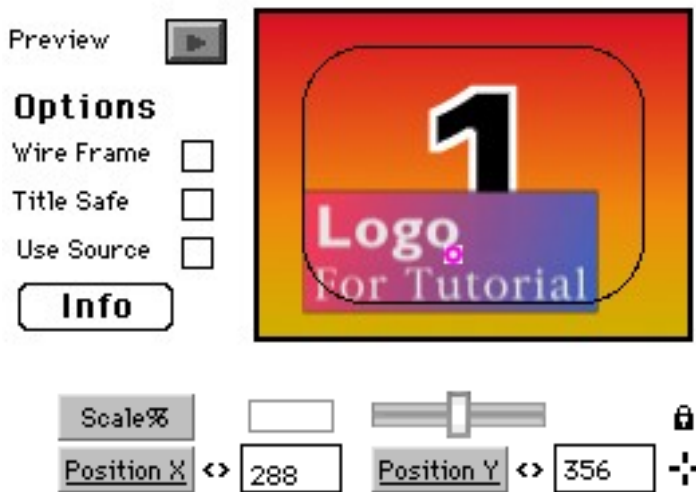 Preview
Options
Wire Frame
Title Safe
Use Source
Info
1
Logo
For Tutorial
Scale%
Position X <> 288
Position Y <> 356